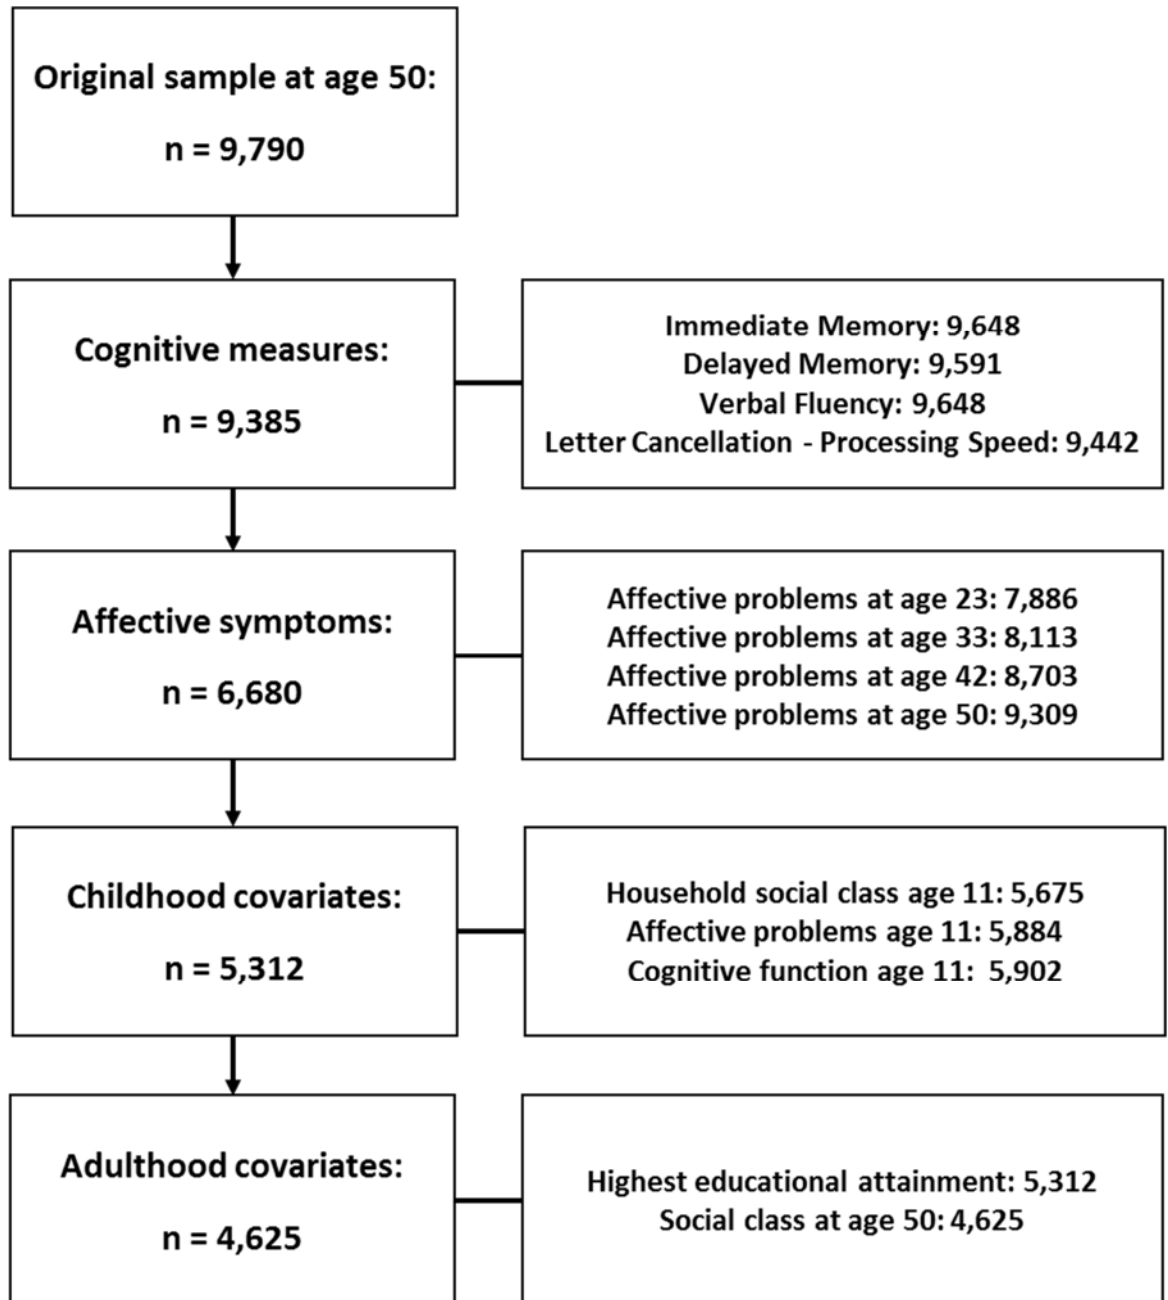 Original sample at age 50:
n = 9,790
Cognitive measures:
n = 9,385
Immediate Memory: 9,648
Delayed Memory: 9,591
Verbal Fluency: 9,648
Letter Cancellation - Processing Speed: 9,442
Affective symptoms:
n = 6,680
Affective problems at age 23: 7,886
Affective problems at age 33: 8,113
Affective problems at age 42: 8,703
Affective problems at age 50: 9,309
Childhood covariates:
n = 5,312
Household social class age 11: 5,675
Affective problems age 11: 5,884
Cognitive function age 11: 5,902
Adulthood covariates:
n = 4,625
Highest educational attainment: 5,312
Social class at age 50: 4,625